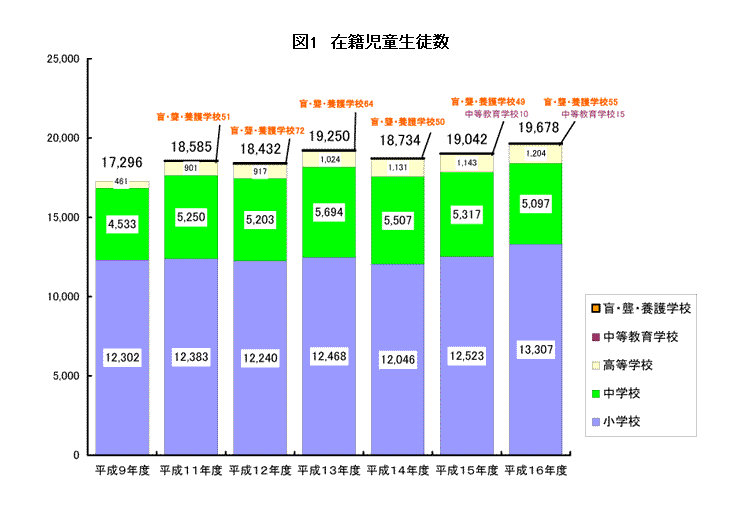 図1　在籍児童生徒数
25,000
20,000
15,000
10,000
5,000
0
盲・聾・養護学校51
盲・聾・養護学校72
盲・聾・養護学校64
盲・聾・養護学校50
盲・聾・養護学校49
中等教育学校10
盲・聾・養護学校55
中等教育学校15
17,296
18,585
18,432
19,250
18,734
19,042
19,678
461
901
917
1,024
1,131
1,143
1,204
4,533
5,250
5,203
5,694
5,507
5,317
5,097
12,302
12,383
12,240
12,468
12,046
12,523
13,307
平成9年度
平成11年度
平成12年度
平成13年度
平成14年度
平成15年度
平成16年度
盲・聾・養護学校
中等教育学校
高等学校
中学校
小学校